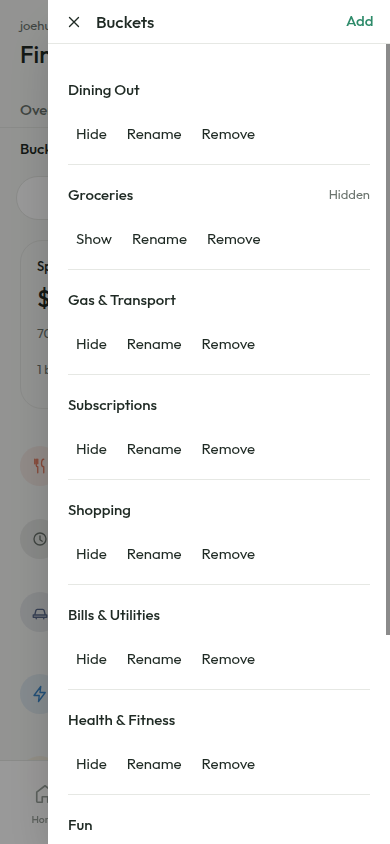 Buckets
Add
Dining Out
Hide Rename Remove
Groceries Hidden
Show Rename Remove
Gas & Transport
Hide Rename Remove
Subscriptions
Hide Rename Remove
Shopping
Hide Rename Remove
Bills & Utilities
Hide Rename Remove
Health & Fitness
Hide Rename Remove
Fun